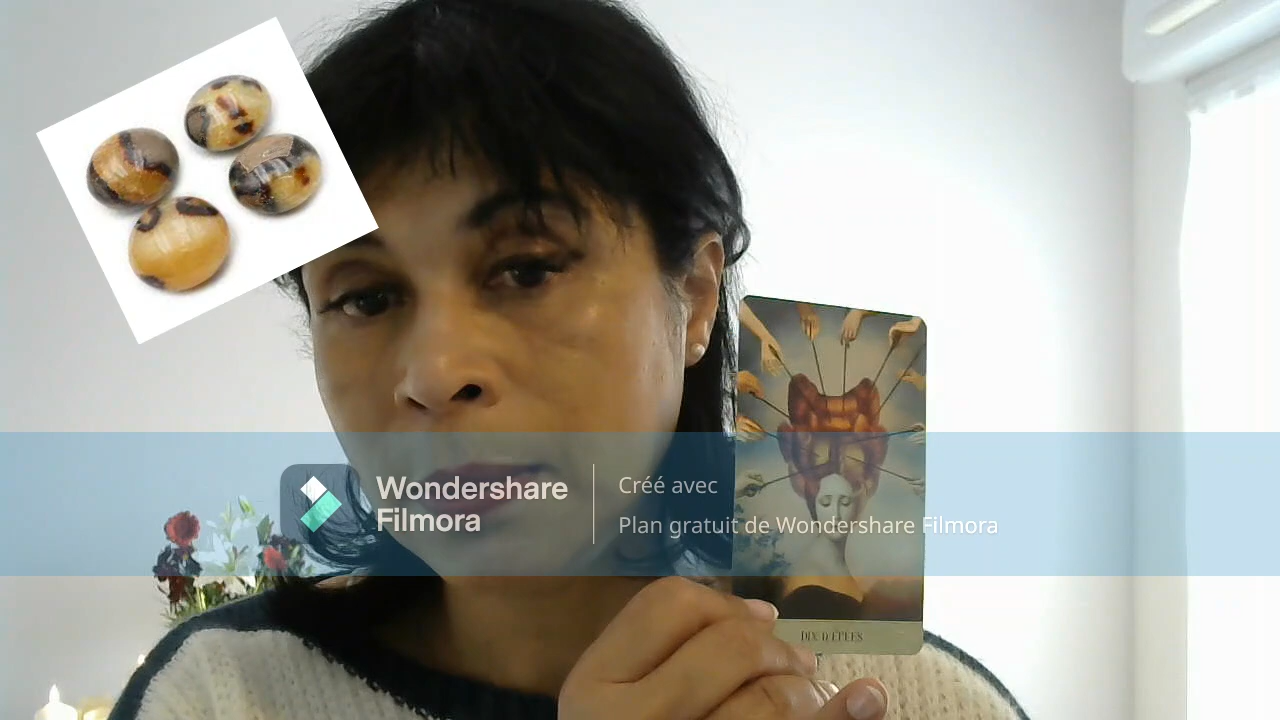 Wondershare
Filmora
Créé avec
Plan gratuit de Wondershare Filmora
DIX D'ÉPÉES